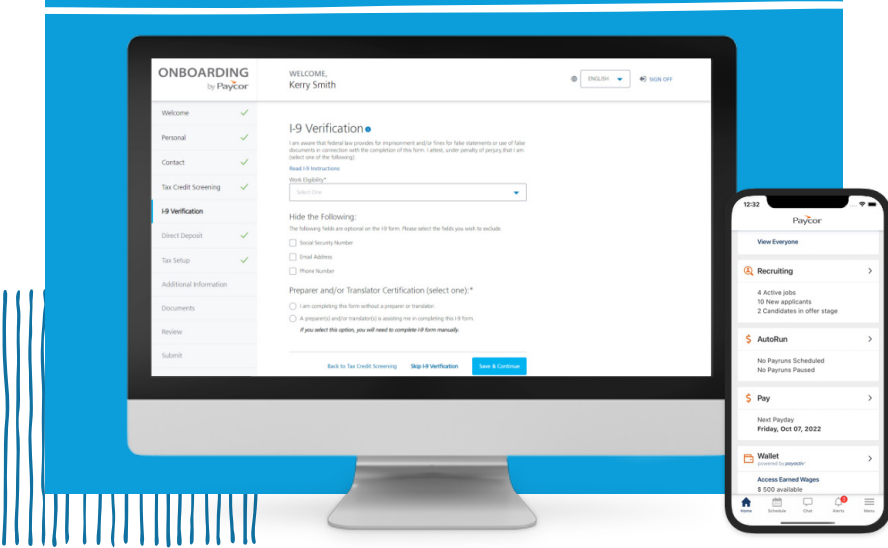 ONBOARDING
by Paycor
WELCOME,
Kerry Smith
ENGLISH
SIGN OFF
Welcome
Personal
Contact
Tax Credit Screening
I-9 Verification
Direct Deposit
Tax Setup
Additional Information
Documents
Review
Submit
I-9 Verification
I am aware that federal law provides for imprisonment and/or fines for false statements or use of false
documents in connection with the completion of this form. I attest, under penalty of perjury that I am
(select one of the following).
Read I-9 Instructions
Work Eligibility*
Select One
Hide the Following:
The following fields are optional on the I-9 form. Please select the fields you wish to exclude.
Social Security Number
Email Address
Phone Number
Preparer and/or Translator Certification (select one):*
I am completing this form without a preparer or translator.
A preparer(s) and/or translator(s) is assisting me in completing this I-9 form.
If you select this option, you will need to complete I-9 form manually.
Back to Tax Credit Screening
Skip I-9 Verification
Save & Continue
12:32
Paycor
View Everyone
Recruiting
4 Active jobs
10 New applicants
2 Candidates in offer stage
$ AutoRun
No Payruns Scheduled
No Payruns Paused
$ Pay
Next Payday
Friday, Oct 07, 2022
Wallet
powered by payactiv
Access Earned Wages
$ 500 available
Home
Schedule
Chat
Alerts
Menu